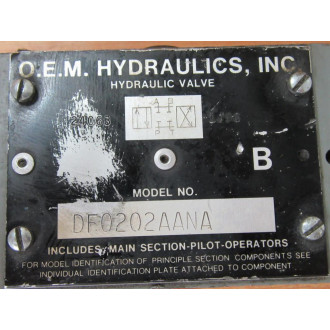 O.E.M. HYDRAULICS, INC
HYDRAULIC VALVE
A B
P T
B
MODEL NO.
DF0202AANA
INCLUDES: MAIN SECTION-PILOT-OPERATORS
FOR MODEL IDENTIFICATION OF PRINCIPLE SECTION COMPONENTS SEE
INDIVIDUAL IDENTIFICATION PLATE ATTACHED TO COMPONENT